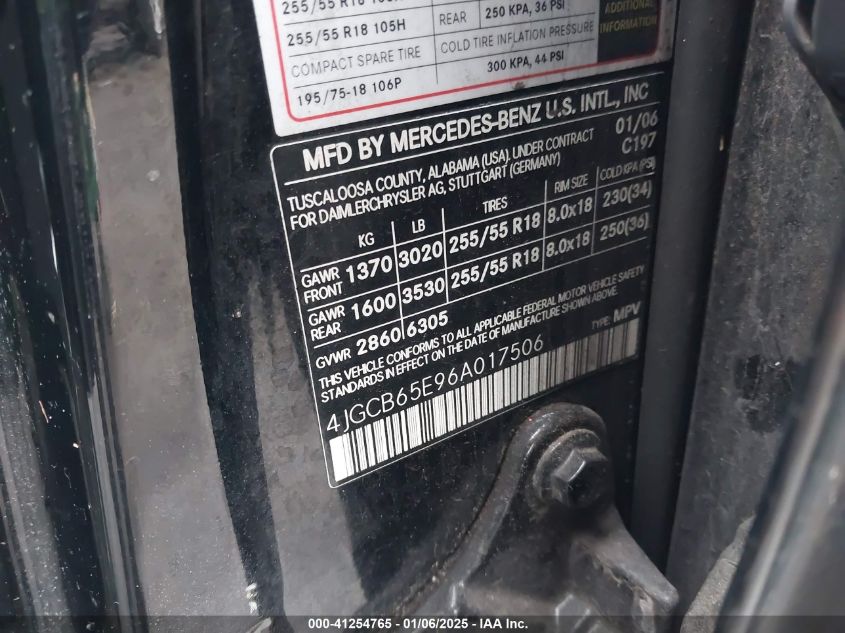 255/55 R18
255/55 R18 105H REAR 250 KPA, 36 PSI
COMPACT SPARE TIRE COLD TIRE INFLATION PRESSURE
195/75-18 106P 300 KPA, 44 PSI
ADDITIONAL
INFORMATION
MFD BY MERCEDES-BENZ U.S. INTL., INC
TUSCALOOSA COUNTY, ALABAMA (USA), UNDER CONTRACT 01/06
FOR DAIMLERCHRYSLER AG, STUTTGART (GERMANY) C197
KG LB TIRES RIM SIZE COLD KPA (PSI)
GAWR FRONT 1370 3020 255/55 R18 8.0x18 230(34)
GAWR REAR 1600 3530 255/55 R18 8.0x18 250(36)
GVWR 2860 6305
THIS VEHICLE CONFORMS TO ALL APPLICABLE FEDERAL MOTOR VEHICLE SAFETY
STANDARDS IN EFFECT ON THE DATE OF MANUFACTURE SHOWN ABOVE.
4JGCB65E96A017506 TYPE: MPV
000-41254765 - 01/06/2025 - IAA Inc.